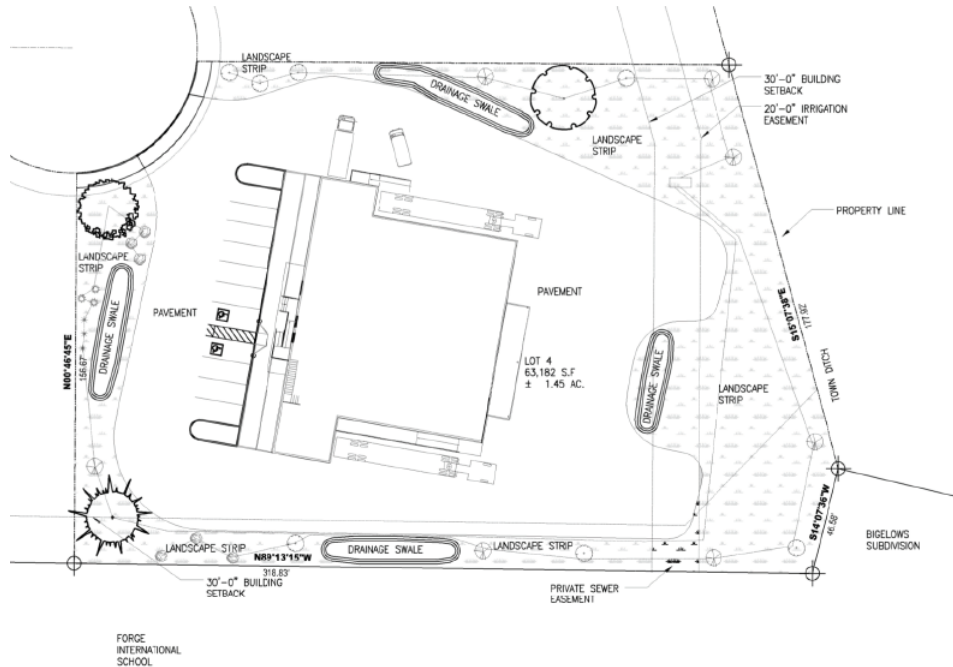 LANDSCAPE
STRIP
DRAINAGE SWALE
30'-0" BUILDING
SETBACK
20'-0" IRRIGATION
EASEMENT
LANDSCAPE
STRIP
PROPERTY LINE
LANDSCAPE
STRIP
PAVEMENT
PAVEMENT
DRAINAGE SWALE
N00°46'45"E
156.67'
S15°07'38"E
177.92'
TOWN DITCH
LOT 4
63,182 S.F
± 1.45 AC.
DRAINAGE SWALE
LANDSCAPE
STRIP
S14°07'36"W
46.58'
BIGELOWS
SUBDIVISION
LANDSCAPE STRIP
N89°13'15"W
318.83'
DRAINAGE SWALE
LANDSCAPE STRIP
30'-0" BUILDING
SETBACK
PRIVATE SEWER
EASEMENT
FORGE
INTERNATIONAL
SCHOOL